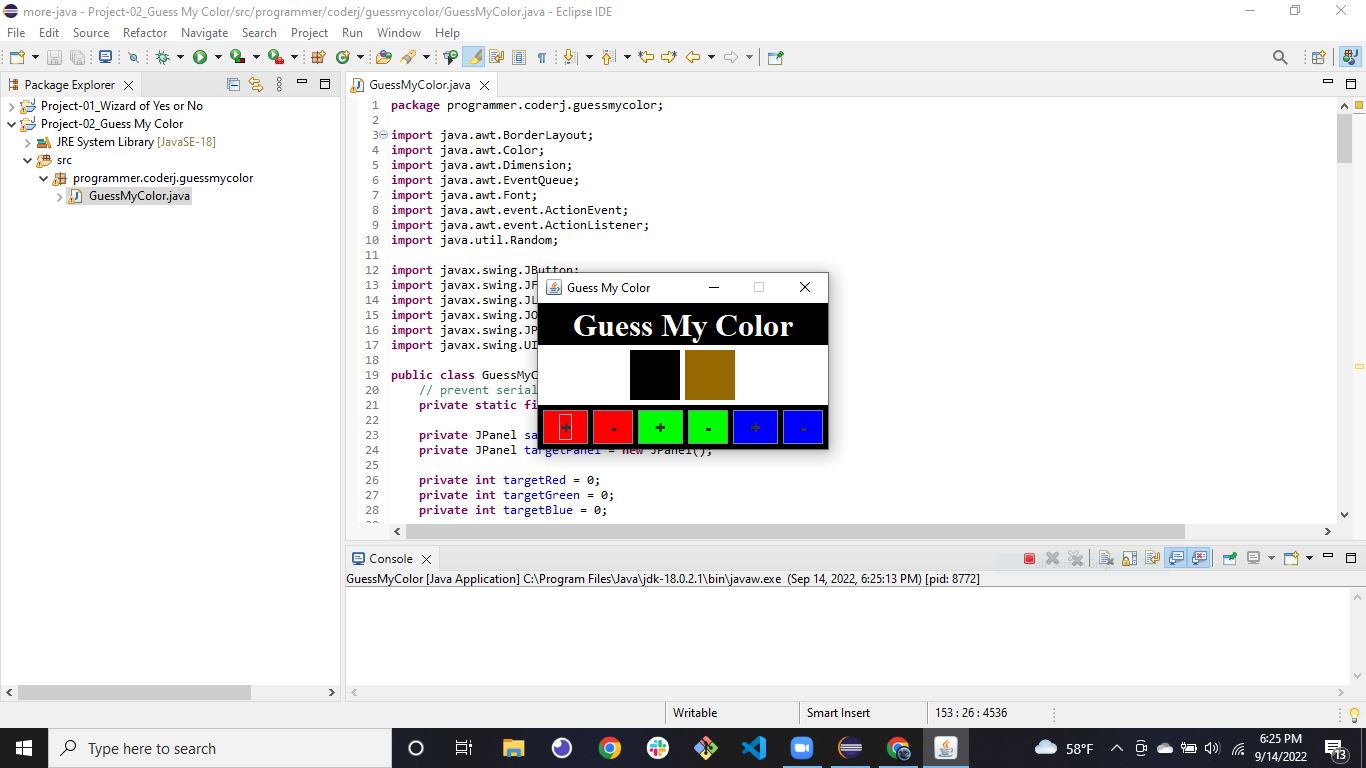 more-java - Project-02_Guess My Color/src/programmer/coderj/guessmycolor/GuessMyColor.java - Eclipse IDE
File Edit Source Refactor Navigate Search Project Run Window Help
Package Explorer
GuessMyColor.java
Project-01_Wizard of Yes or No
Project-02_Guess My Color
JRE System Library [JavaSE-18]
src
programmer.coderj.guessmycolor
GuessMyColor.java
1 package programmer.coderj.guessmycolor;
2
3 import java.awt.BorderLayout;
4 import java.awt.Color;
5 import java.awt.Dimension;
6 import java.awt.EventQueue;
7 import java.awt.Font;
8 import java.awt.event.ActionEvent;
9 import java.awt.event.ActionListener;
10 import java.util.Random;
11
12 import javax.swing.JButton;
13 import javax.swing.JF
14 import javax.swing.JL
15 import javax.swing.JO
16 import javax.swing.JP
17 import javax.swing.UI
18
19 public class GuessMyC
20 // prevent serial
21 private static fi
22
23 private JPanel sa
24 private JPanel targetPanel = new JPanel();
25
26 private int targetRed = 0;
27 private int targetGreen = 0;
28 private int targetBlue = 0;
Guess My Color
Guess My Color
+ - + - + -
Console
GuessMyColor [Java Application] C:\Program Files\Java\jdk-18.0.2.1\bin\javaw.exe (Sep 14, 2022, 6:25:13 PM) [pid: 8772]
Writable Smart Insert 153 : 26 : 4536
Type here to search
58°F
6:25 PM
9/14/2022
13